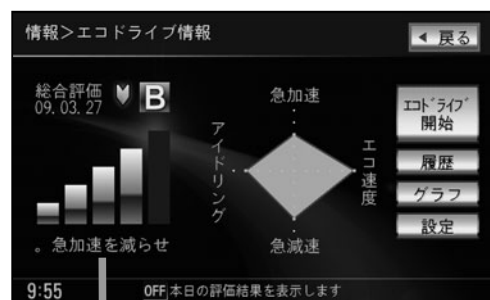 情報＞エコドライブ情報
◀ 戻る
総合評価
09.03.27
B
急加速
アイドリング
エコ速度
急減速
。急加速を減らせ
ｴｺﾄﾞﾗｲﾌﾞ
開始
履歴
グラフ
設定
9:55
OFF 本日の評価結果を表示します